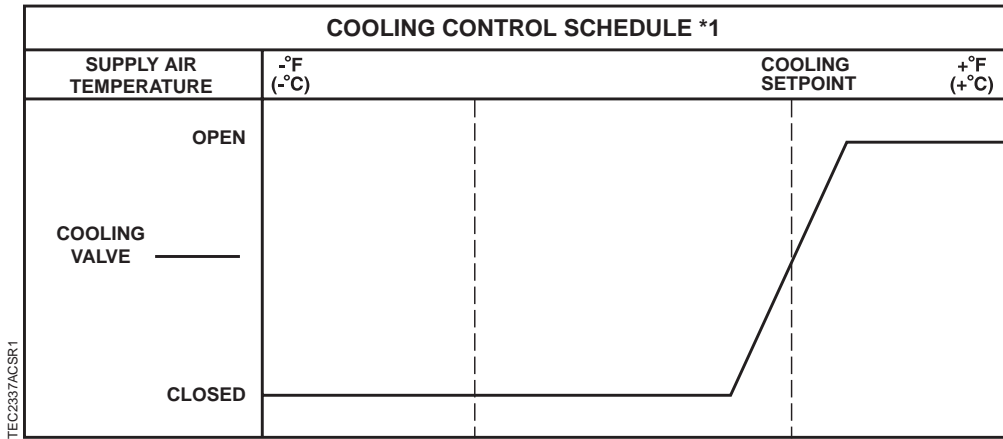 COOLING CONTROL SCHEDULE *1
SUPPLY AIR
TEMPERATURE
-°F
(-°C)
COOLING
SETPOINT
+°F
(+°C)
OPEN
COOLING
VALVE
CLOSED
TEC2337ACSR1